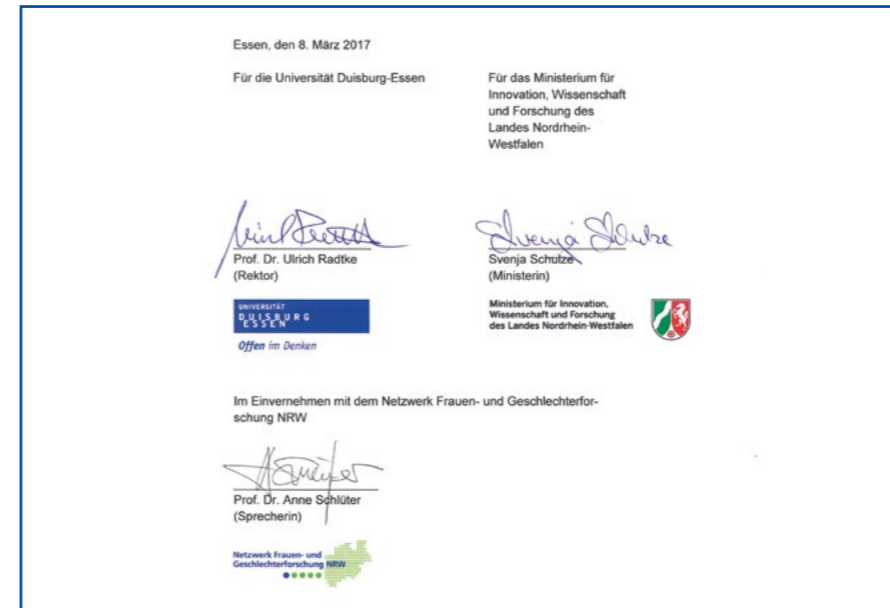 Essen, den 8. März 2017
Für die Universität Duisburg-Essen
Für das Ministerium für
Innovation, Wissenschaft
und Forschung des
Landes Nordrhein-
Westfalen
Prof. Dr. Ulrich Radtke
(Rektor)
Svenja Schulze
Svenja Schulze
(Ministerin)
UNIVERSITÄT
DUISBURG
ESSEN
Offen im Denken
Ministerium für Innovation,
Wissenschaft und Forschung
des Landes Nordrhein-Westfalen
Im Einvernehmen mit dem Netzwerk Frauen- und Geschlechterfor-
schung NRW
Prof. Dr. Anne Schlüter
(Sprecherin)
Netzwerk Frauen- und
Geschlechterforschung NRW